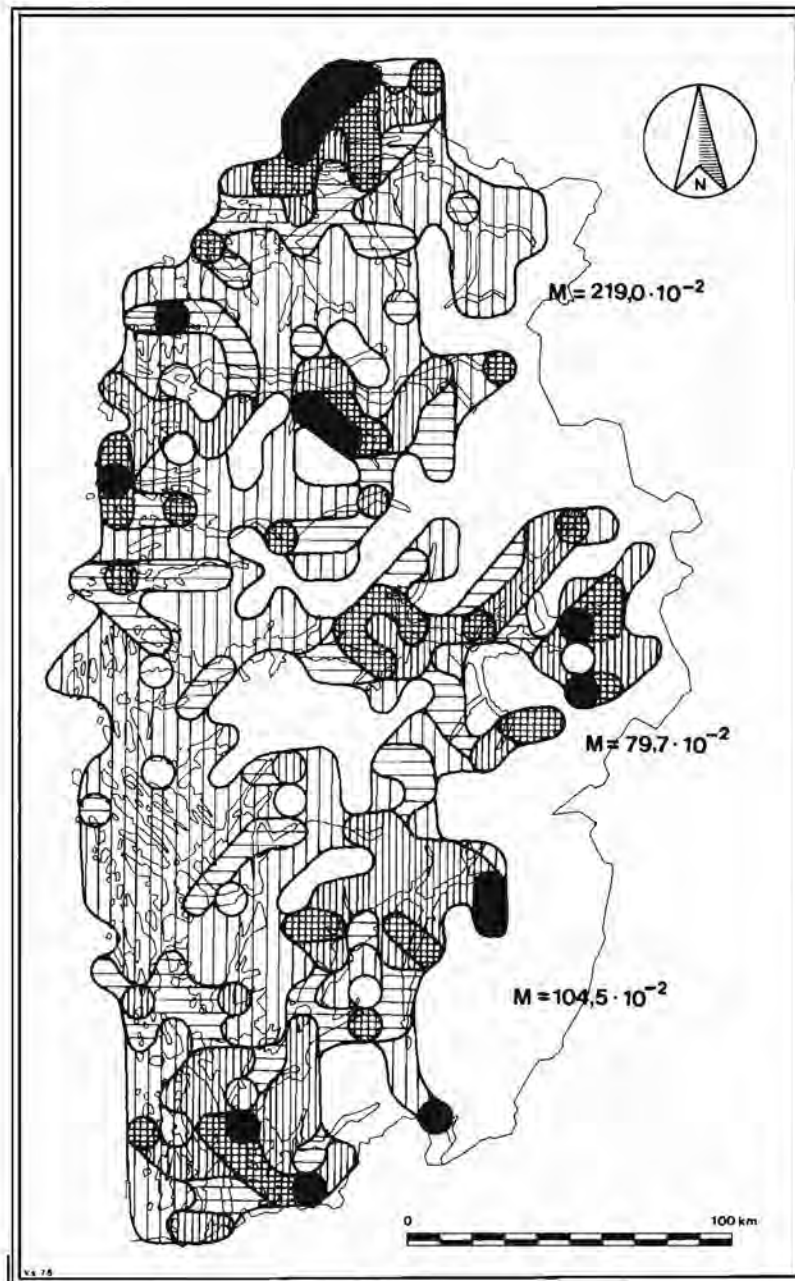 N
M = 219,0 · 10⁻²
M = 79.7 · 10⁻²
M = 104,5 · 10⁻²
0 100 km